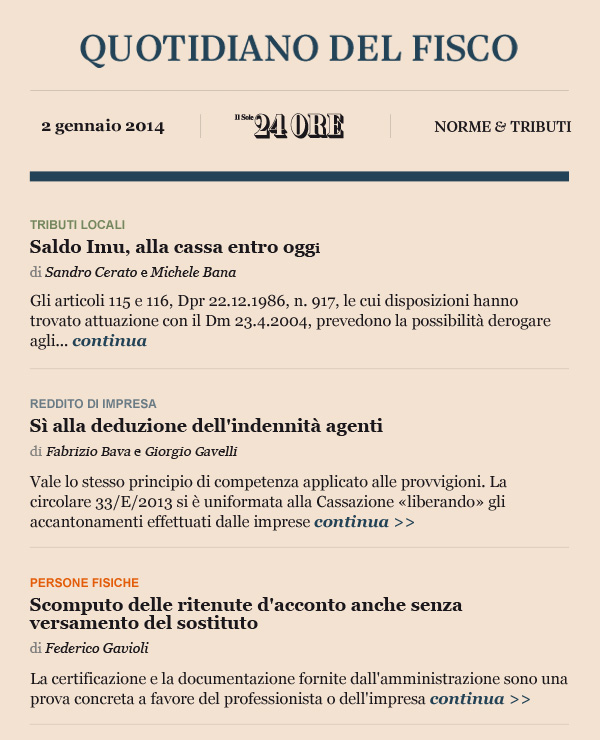 QUOTIDIANO DEL FISCO
2 gennaio 2014
Il Sole
24 ORE
NORME & TRIBUTI
TRIBUTI LOCALI
Saldo Imu, alla cassa entro oggi
di Sandro Cerato e Michele Bana
Gli articoli 115 e 116, Dpr 22.12.1986, n. 917, le cui disposizioni hanno
trovato attuazione con il Dm 23.4.2004, prevedono la possibilità derogare
agli... continua
REDDITO DI IMPRESA
Sì alla deduzione dell'indennità agenti
di Fabrizio Bava e Giorgio Gavelli
Vale lo stesso principio di competenza applicato alle provvigioni. La
circolare 33/E/2013 si è uniformata alla Cassazione «liberando» gli
accantonamenti effettuati dalle imprese continua >>
PERSONE FISICHE
Scomputo delle ritenute d'acconto anche senza
versamento del sostituto
di Federico Gavioli
La certificazione e la documentazione fornite dall'amministrazione sono una
prova concreta a favore del professionista o dell'impresa continua >>